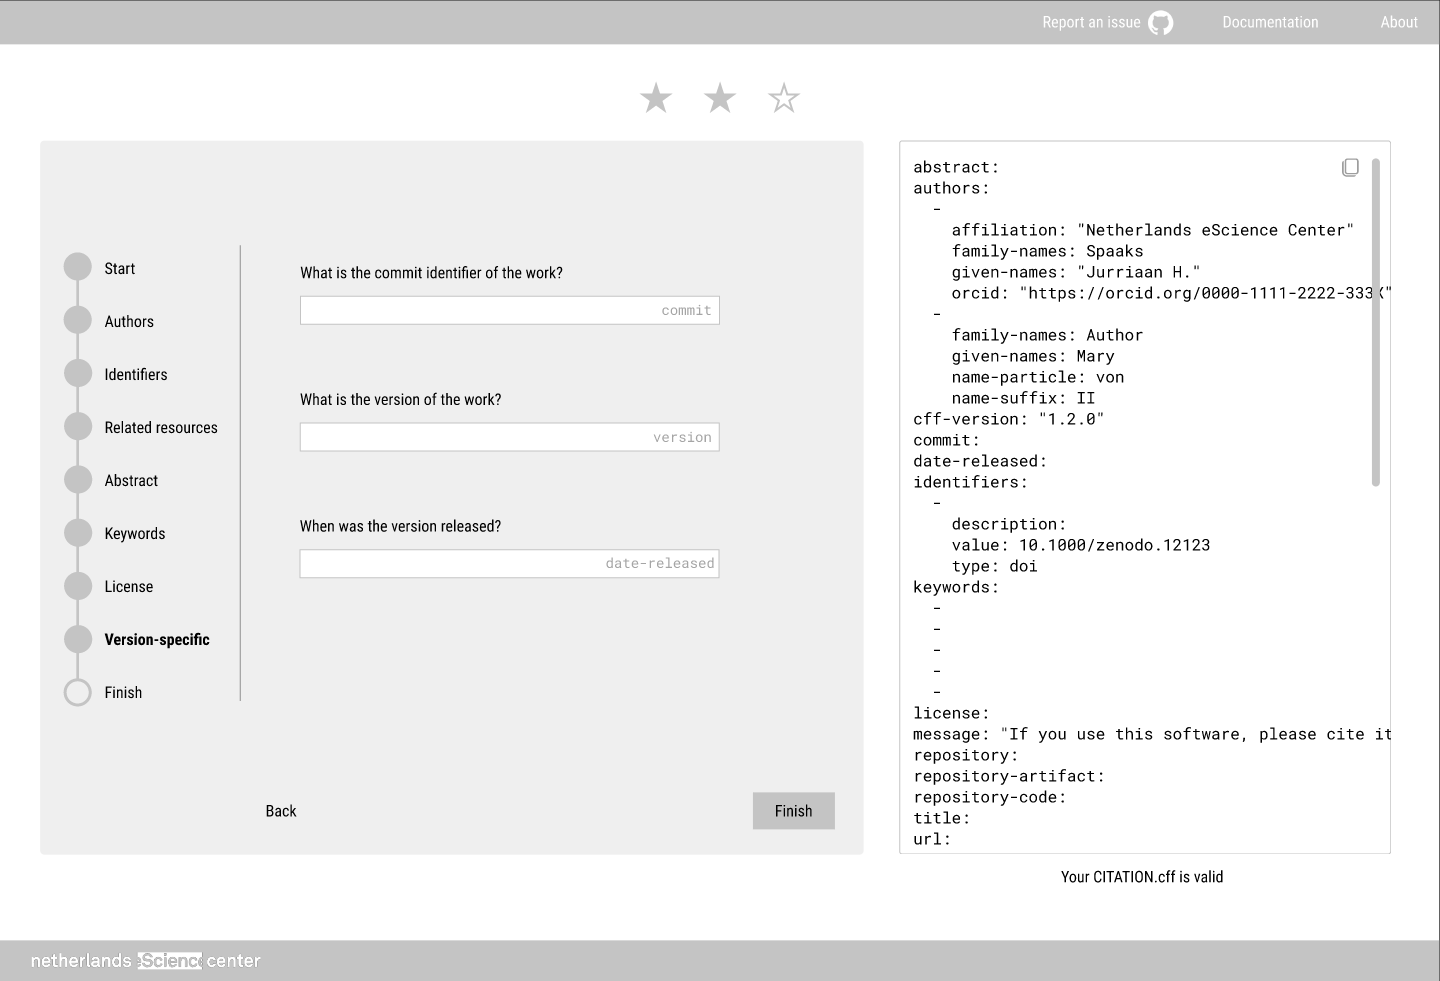 Report an issue
Documentation
About
Start
Authors
Identifiers
Related resources
Abstract
Keywords
License
Version-specific
Finish
What is the commit identifier of the work?
commit
What is the version of the work?
version
When was the version released?
date-released
Back
Finish
abstract:
authors:
-
affiliation: "Netherlands eScience Center"
family-names: Spaaks
given-names: "Jurriaan H."
orcid: "https://orcid.org/0000-1111-2222-333X"
-
family-names: Author
given-names: Mary
name-particle: von
name-suffix: II
cff-version: "1.2.0"
commit:
date-released:
identifiers:
-
description:
value: 10.1000/zenodo.12123
type: doi
keywords:
-
-
-
-
-
license:
message: "If you use this software, please cite it
repository:
repository-artifact:
repository-code:
title:
url:
Your CITATION.cff is valid
netherlands eScience center